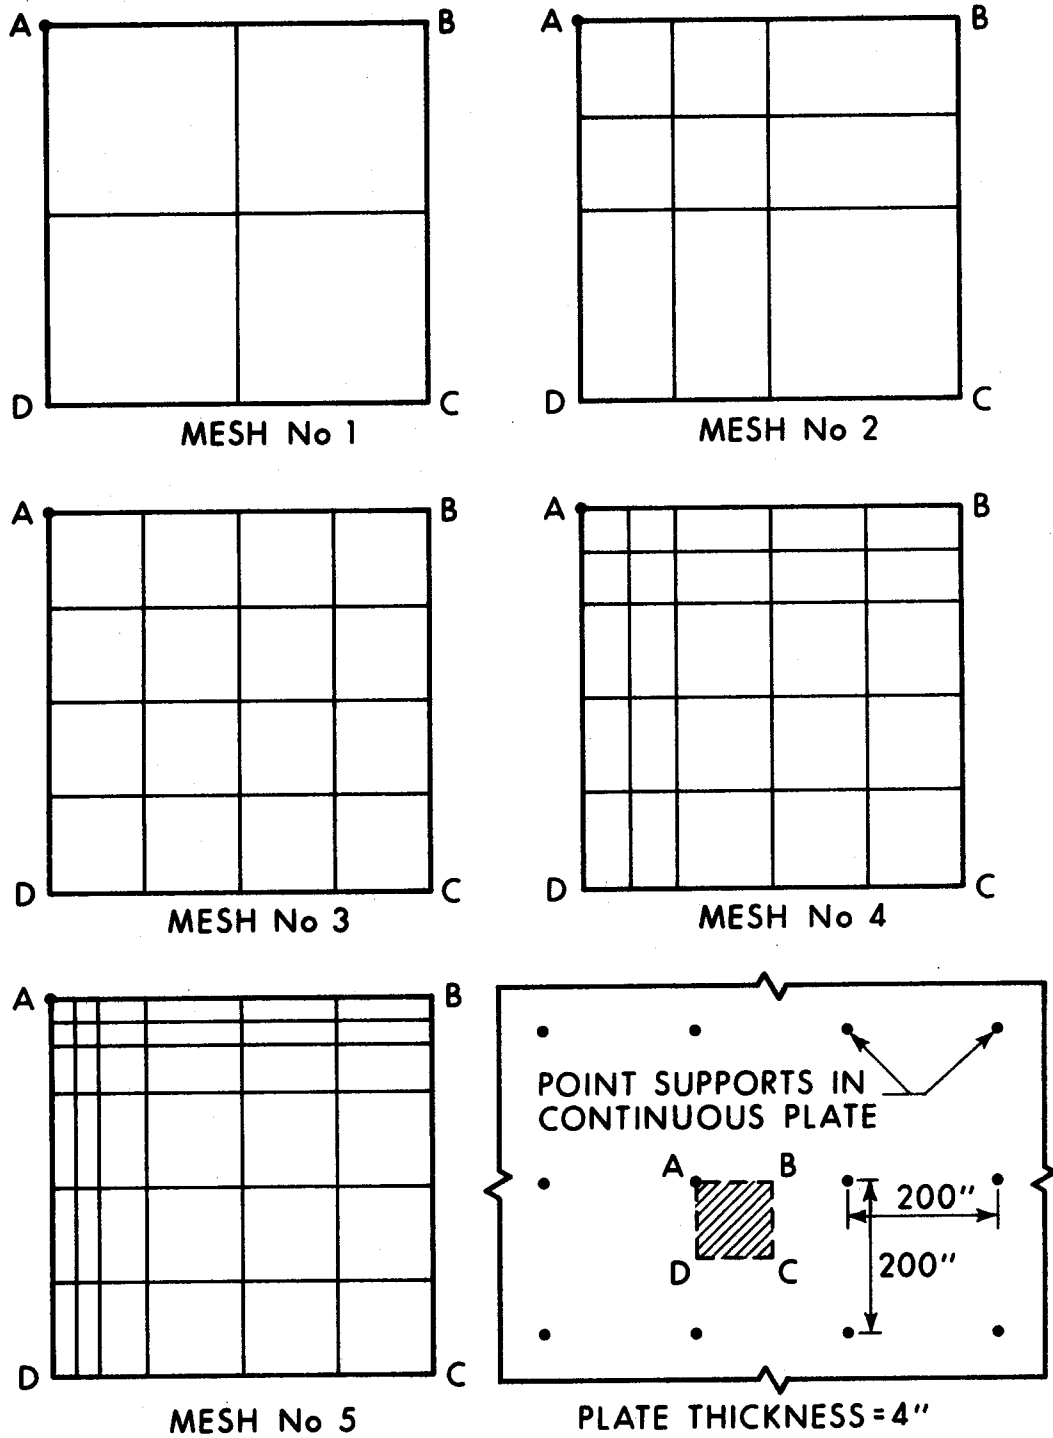 A B
D C
MESH No 1
A B
D C
MESH No 2
A B
D C
MESH No 3
A B
D C
MESH No 4
A B
D C
MESH No 5
POINT SUPPORTS IN
CONTINUOUS PLATE
A B
200"
D C
200"
PLATE THICKNESS=4"